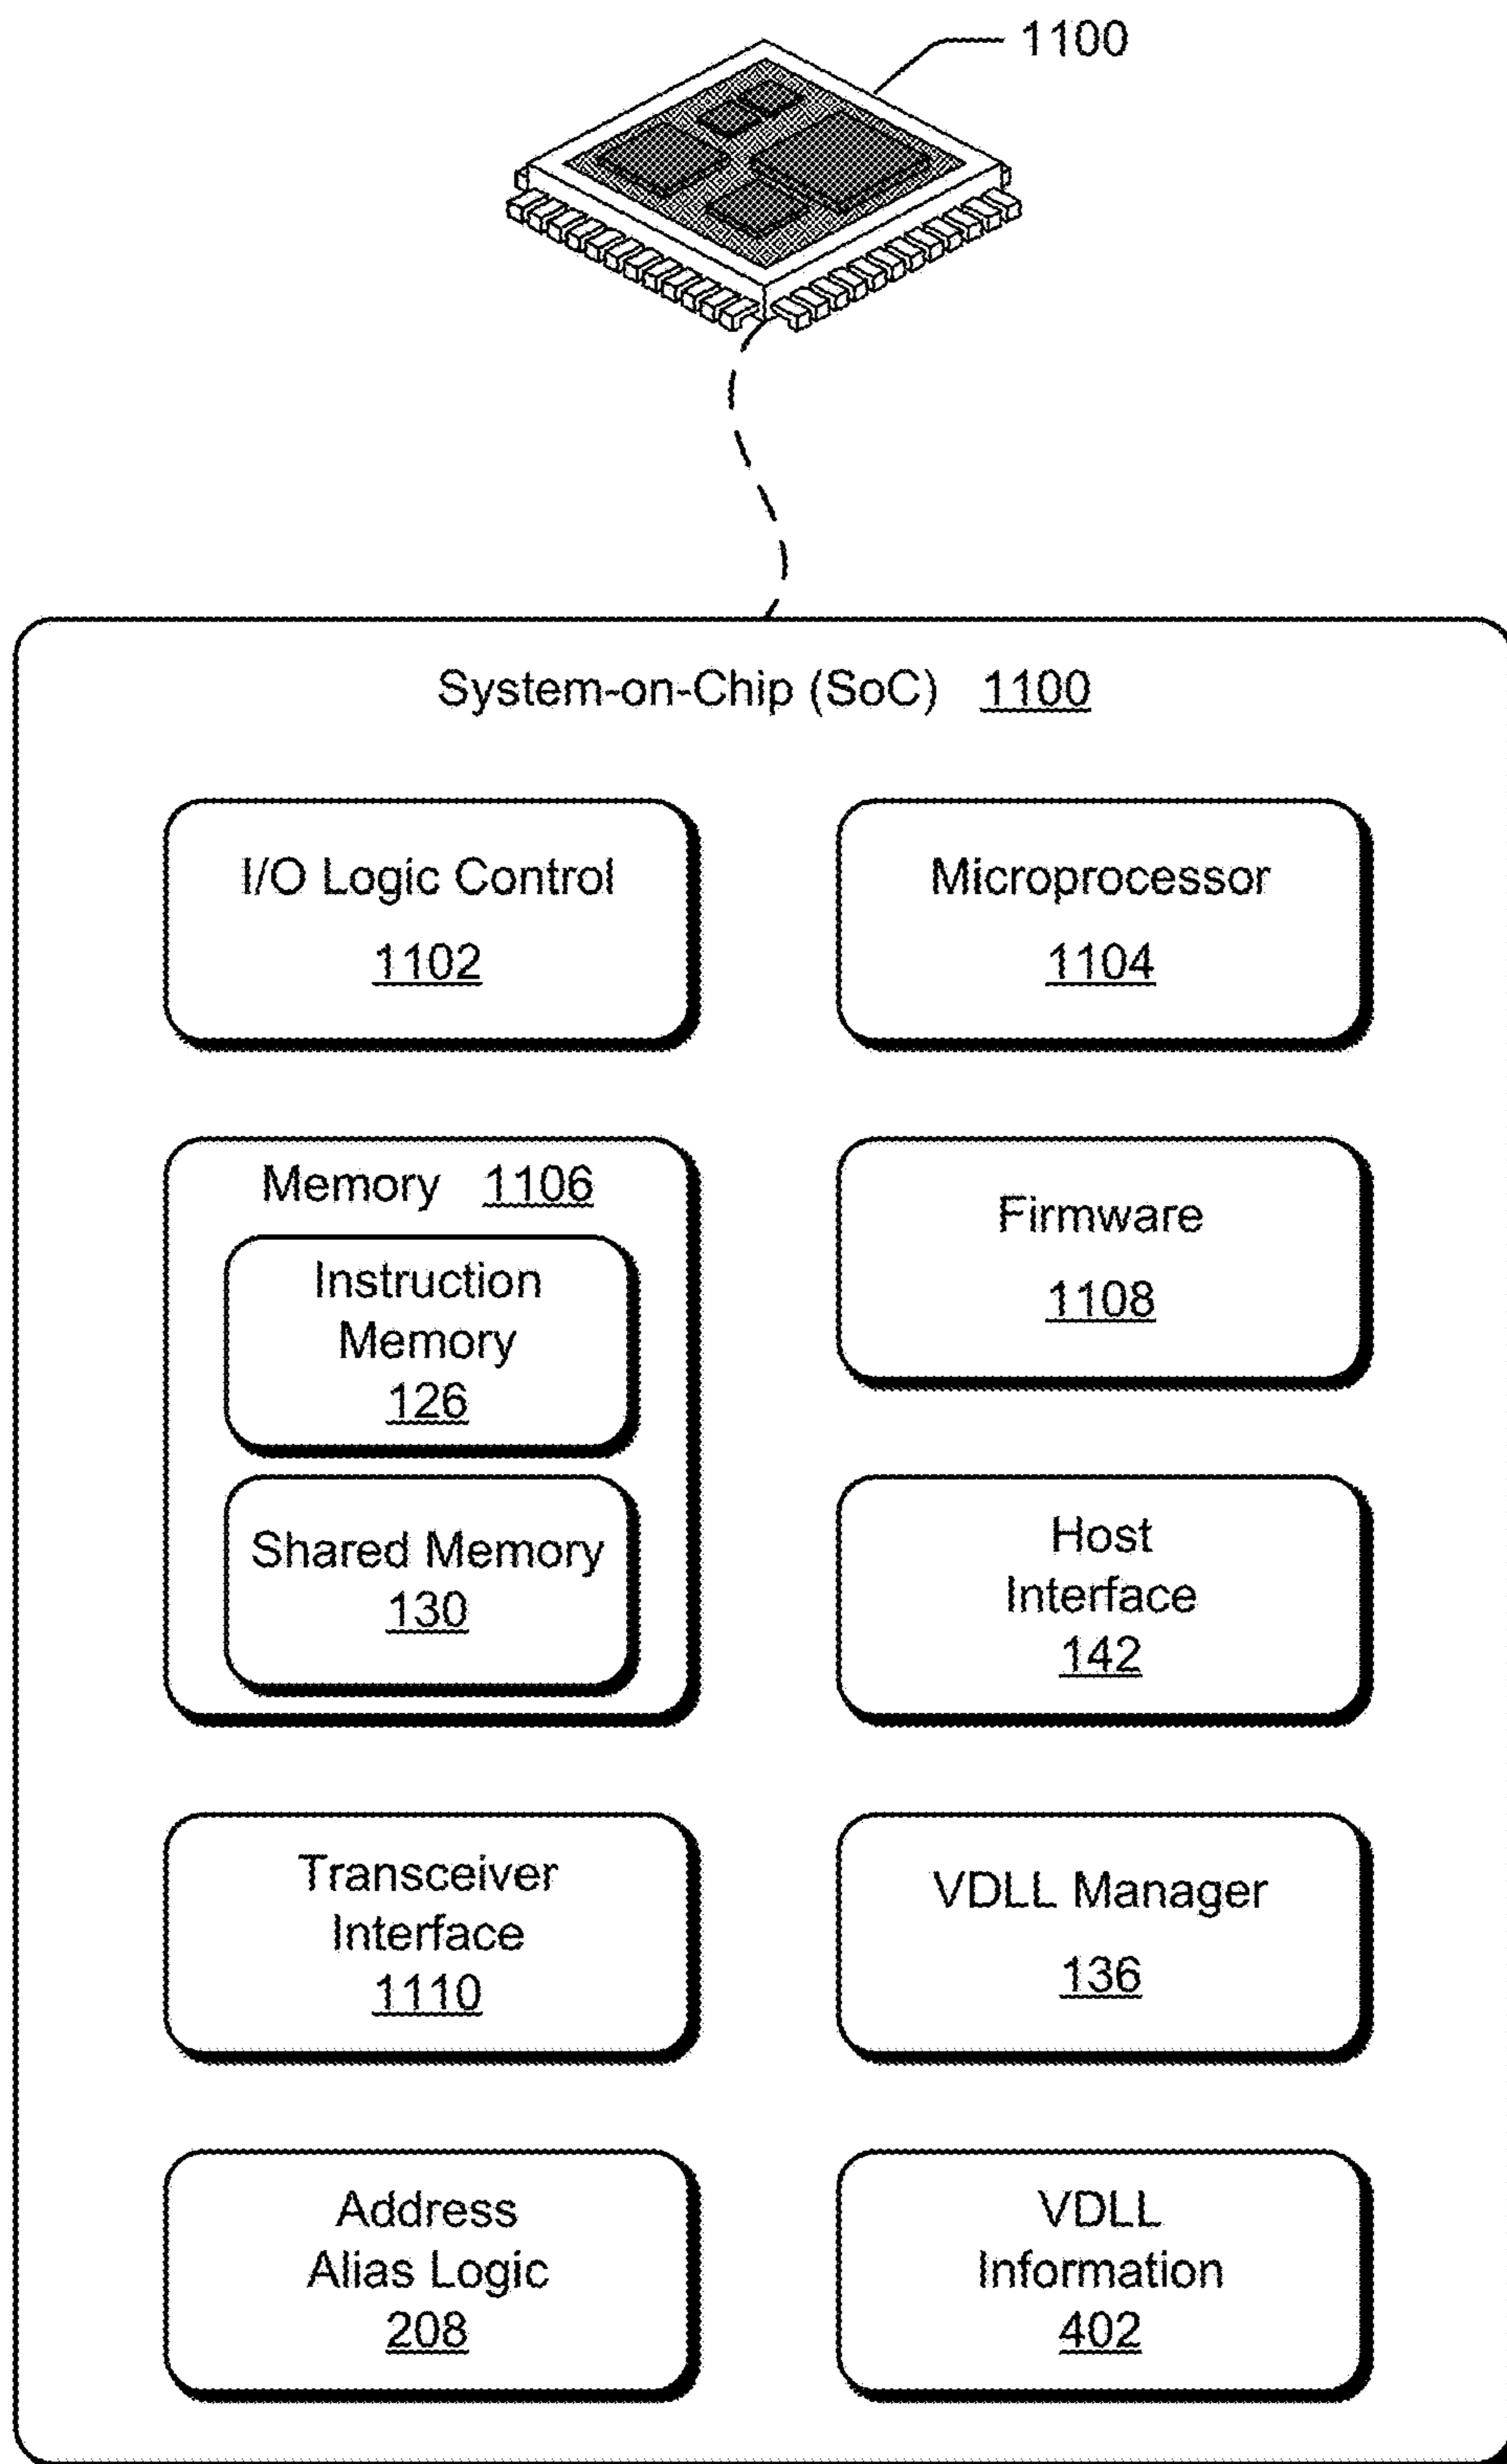 1100
System-on-Chip (SoC) 1100
I/O Logic Control
1102
Microprocessor
1104
Memory 1106
Instruction
Memory
126
Shared Memory
130
Firmware
1108
Host
Interface
142
Transceiver
Interface
1110
VDLL Manager
136
Address
Alias Logic
208
VDLL
Information
402